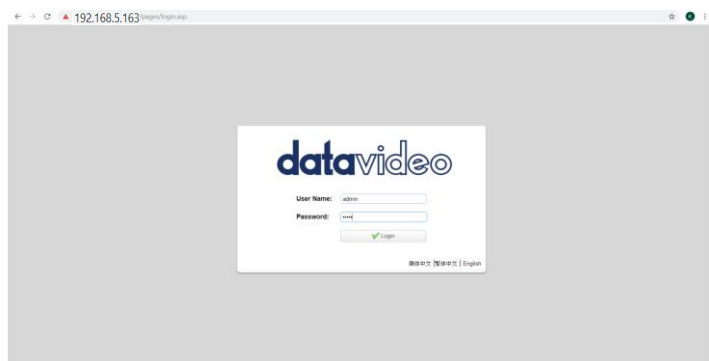 192.168.5.163/pages/login.asp
K
datavideo
User Name: admin
Password: •••••
Login
简体中文 |繁体中文 | English